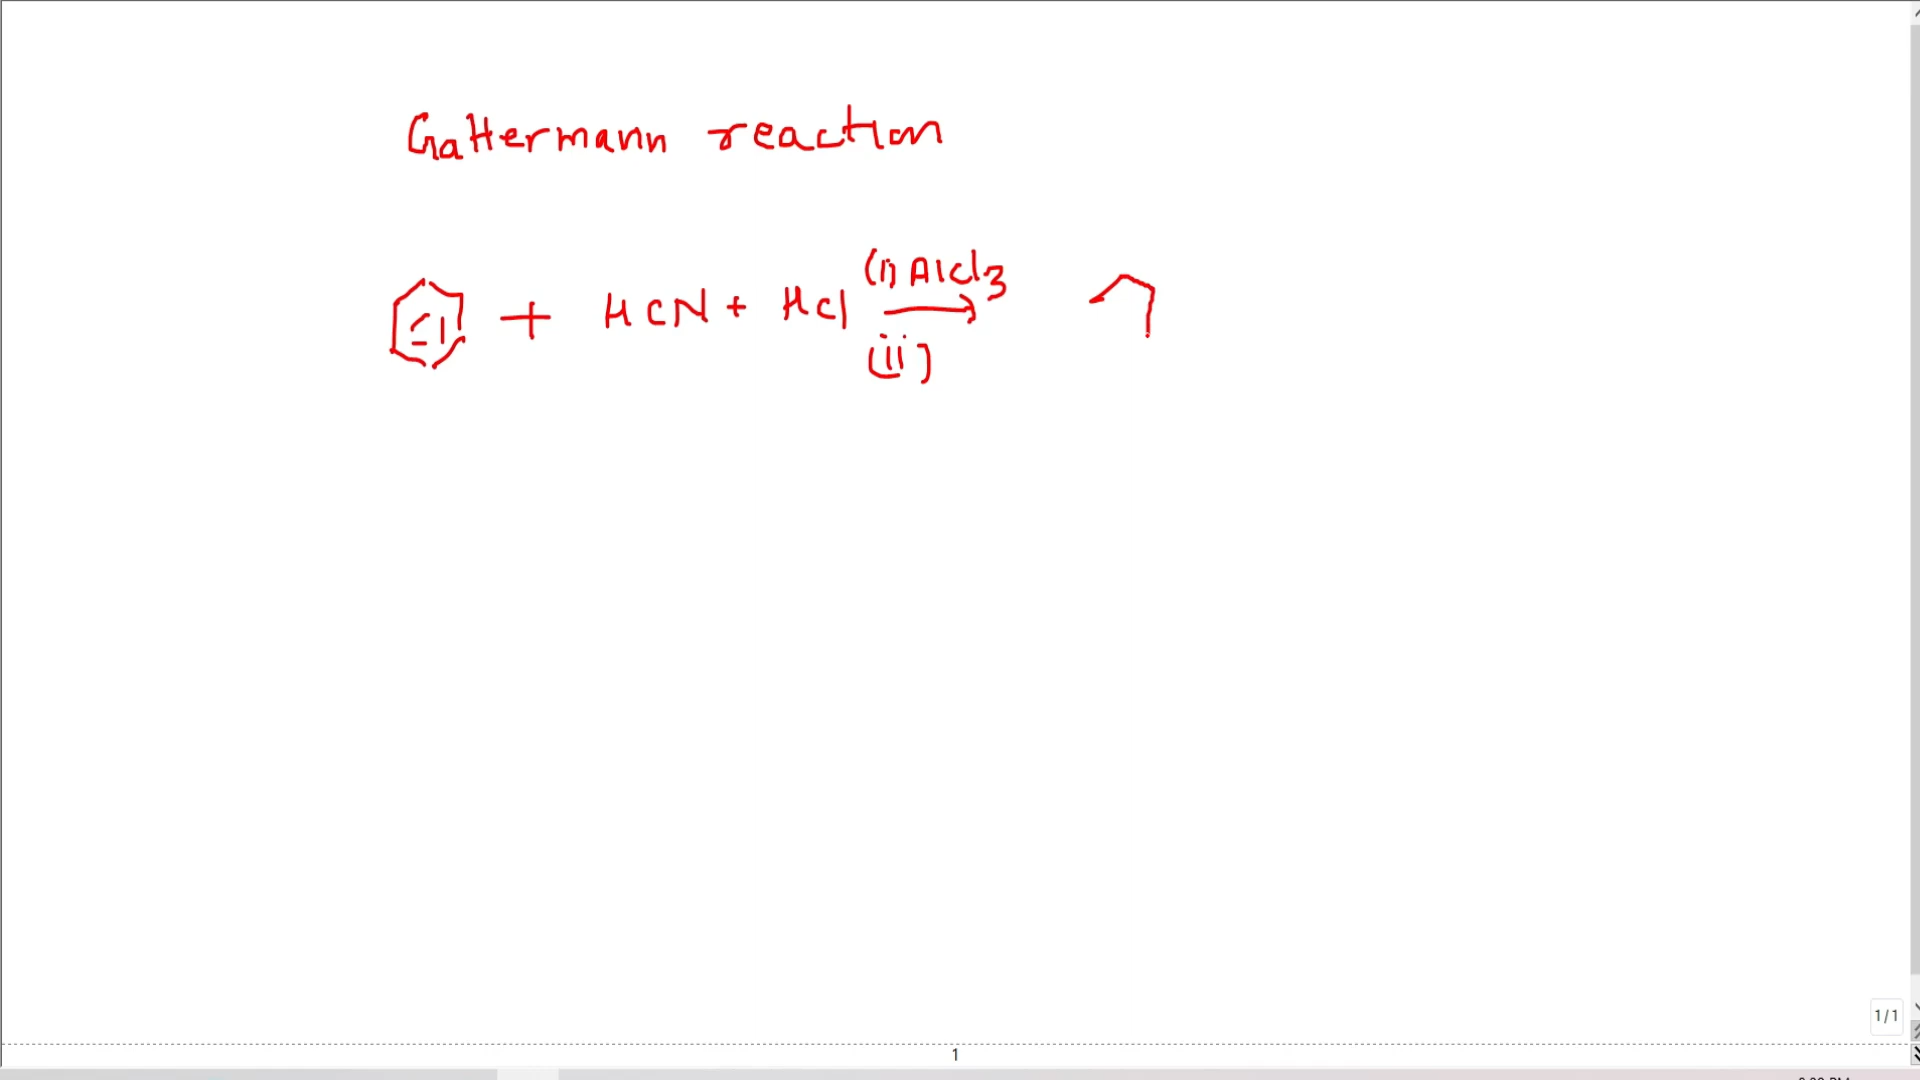 Gattermann reaction
(i) AlCl3
+ HCN + HCl
(ii)
1/1
1